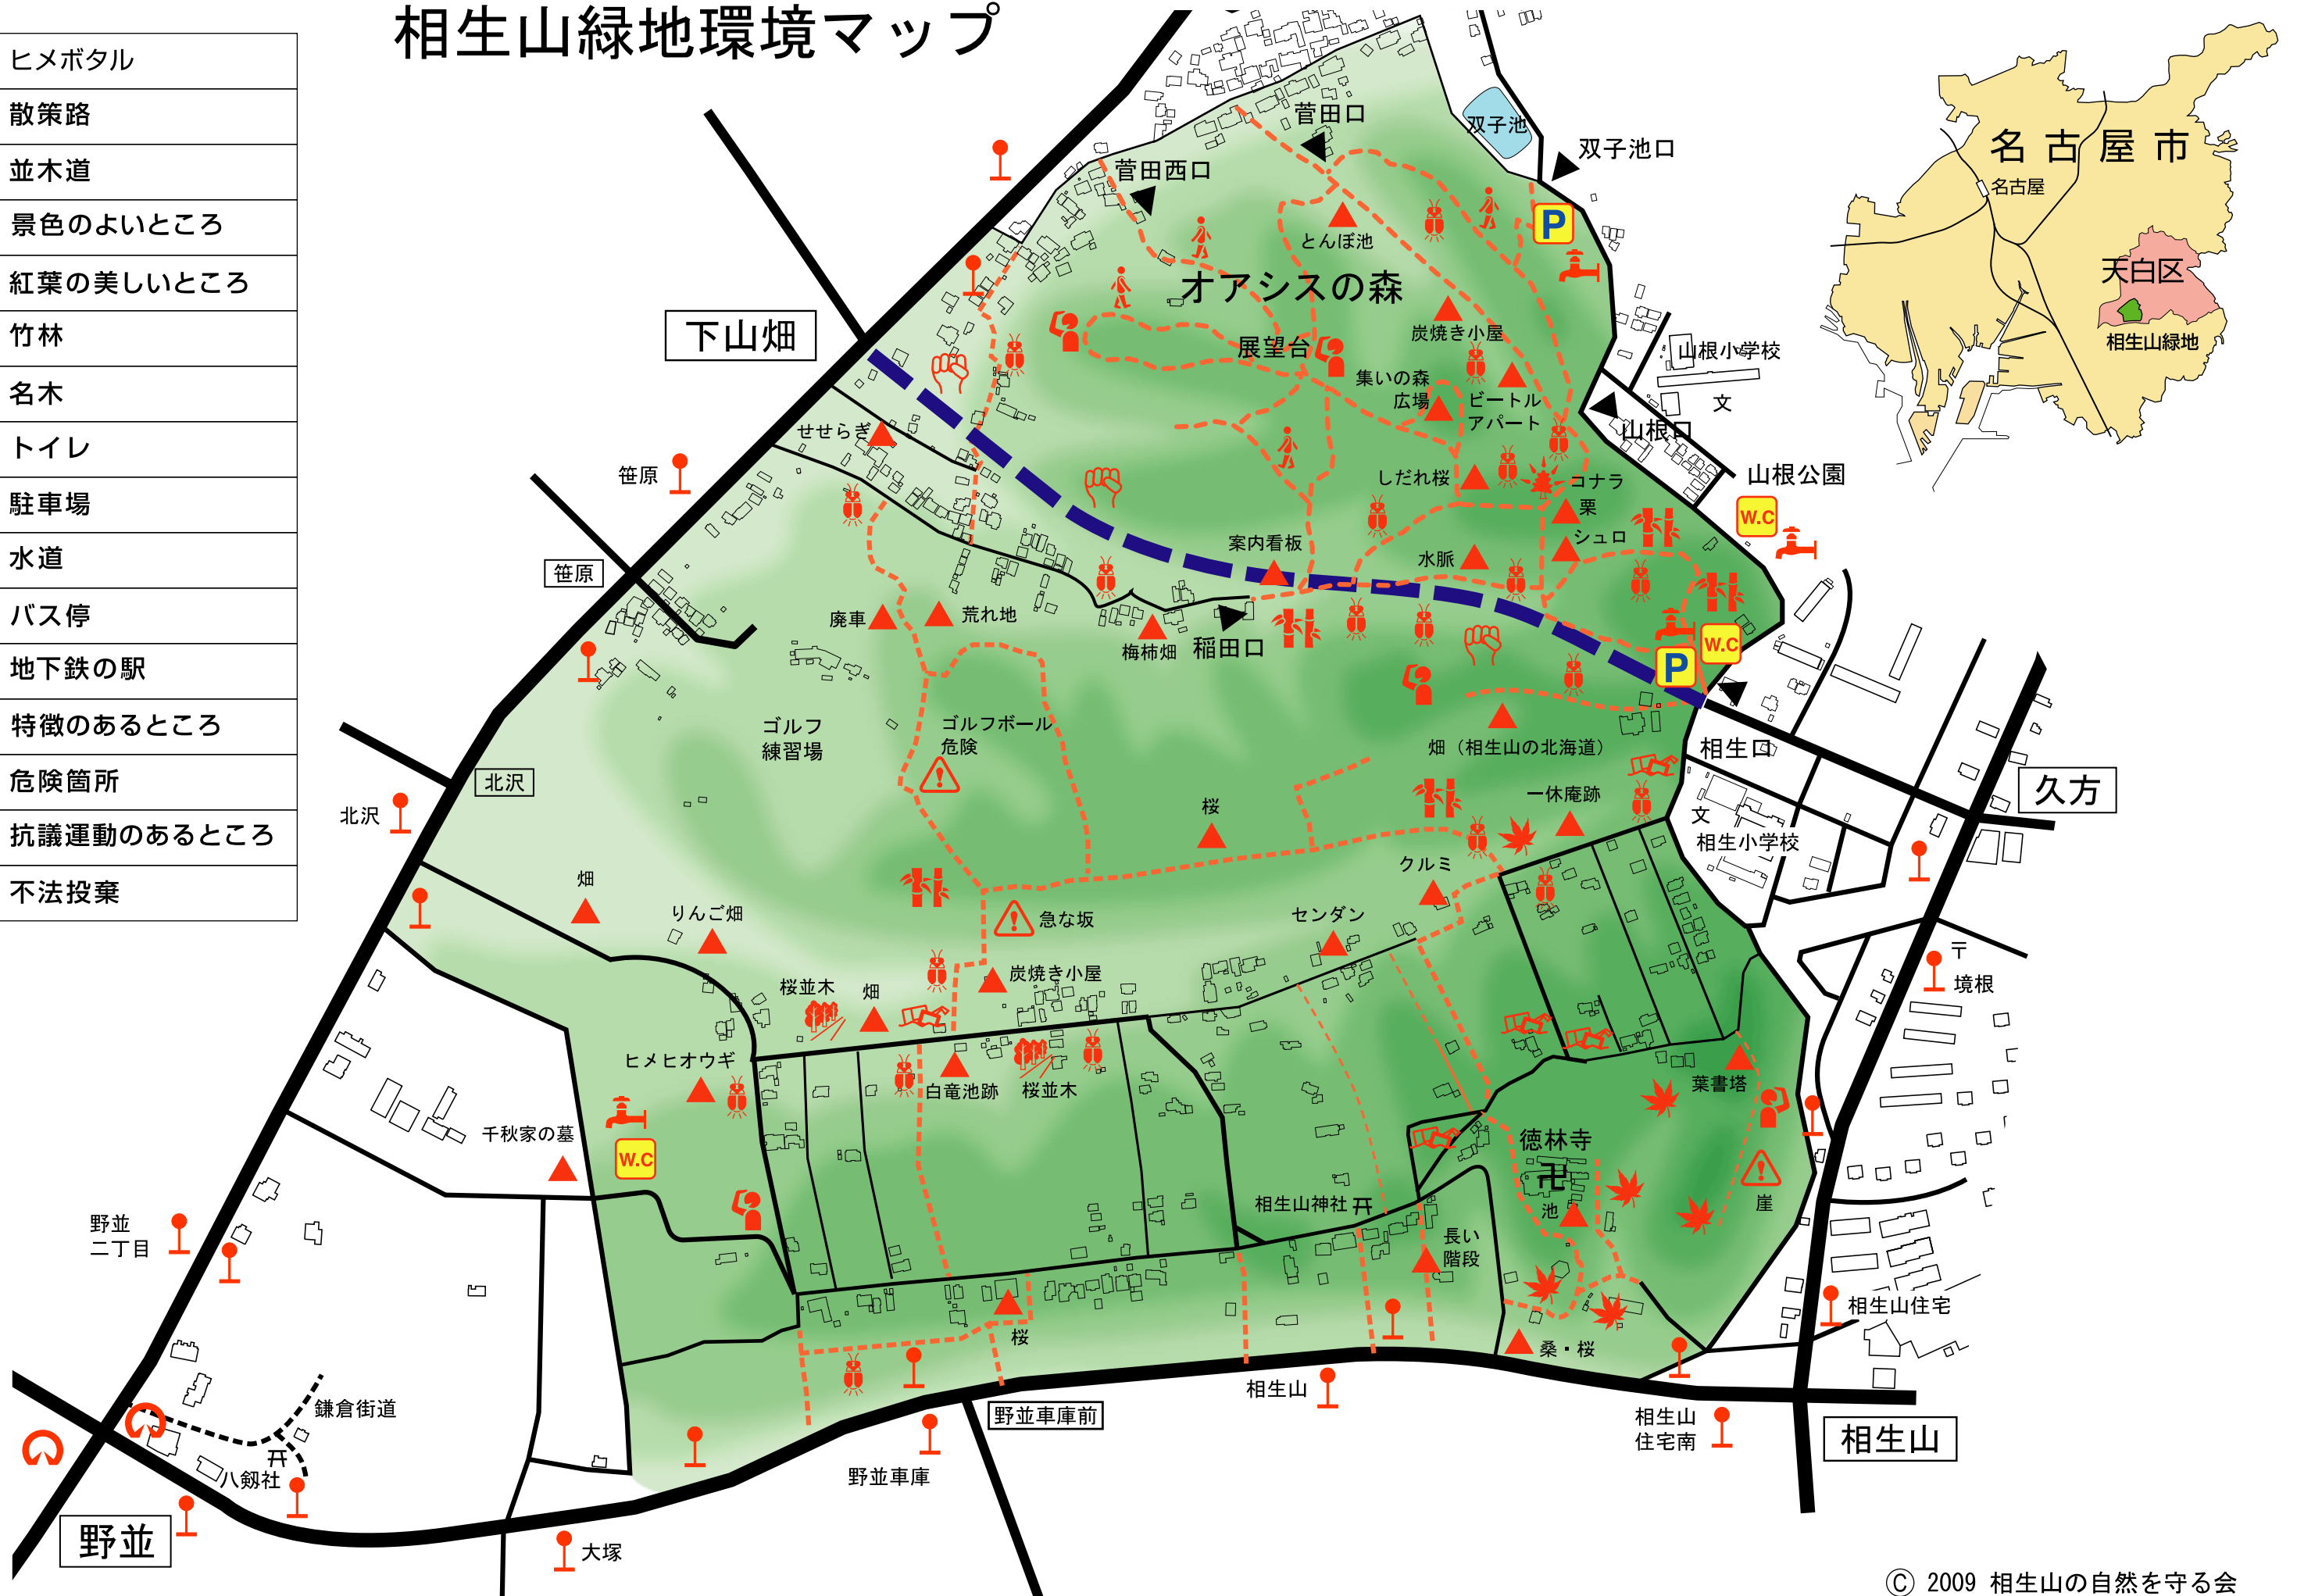 相生山緑地環境マップ
ヒメボタル
散策路
並木道
景色のよいところ
紅葉の美しいところ
竹林
名木
トイレ
駐車場
水道
バス停
地下鉄の駅
特徴のあるところ
危険箇所
抗議運動のあるところ
不法投棄
名古屋市
名古屋
天白区
相生山緑地
菅田口
双子池
双子池口
菅田西口
P
とんぼ池
オアシスの森
下山畑
展望台
炭焼き小屋
山根小学校
文
集いの森
広場
ビートル
アパート
山根口
せせらぎ
笹原
しだれ桜
コナラ
栗
山根公園
W.C
シュロ
案内看板
水脈
笹原
廃車
荒れ地
梅柿畑
稲田口
W.C
P
ゴルフ
練習場
ゴルフボール
危険
畑（相生山の北海道）
相生口
北沢
北沢
久方
桜
一休庵跡
文
相生小学校
クルミ
畑
りんご畑
急な坂
センダン
〒
境根
桜並木
畑
炭焼き小屋
ヒメヒオウギ
白竜池跡
桜並木
葉書塔
千秋家の墓
W.C
徳林寺
卍
池
崖
相生山神社
長い
階段
野並
二丁目
相生山住宅
桜
桑・桜
相生山
鎌倉街道
野並車庫前
相生山
住宅南
相生山
八剱社
野並車庫
野並
大塚
Ⓒ 2009 相生山の自然を守る会